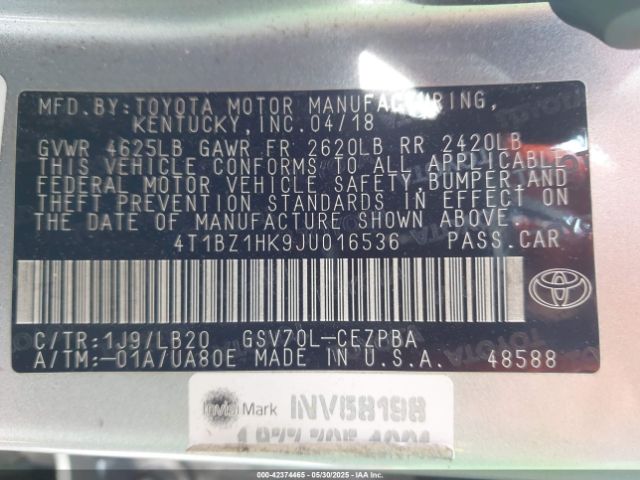 MFD. BY: TOYOTA MOTOR MANUFACTURING,
KENTUCKY, INC. 04/18
GVWR 4625LB GAWR FR 2620LB RR 2420LB
THIS VEHICLE CONFORMS TO ALL APPLICABLE
FEDERAL MOTOR VEHICLE SAFETY, BUMPER, AND
THEFT PREVENTION STANDARDS IN EFFECT ON
THE DATE OF MANUFACTURE SHOWN ABOVE.
4T1BZ1HK9JU016536 PASS. CAR
C/TR: 1J9/LB20 GSV70L-CEZPBA
A/TM: -01A/UA80E MADE IN U.S.A. 48588
InvisiMark INV58198
000-42374465 - 05/30/2025 - IAA Inc.